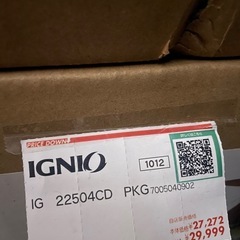 PRICE DOWN
IGNIO
1012
IG 22504CD PKG7005040902
27,272
29,999